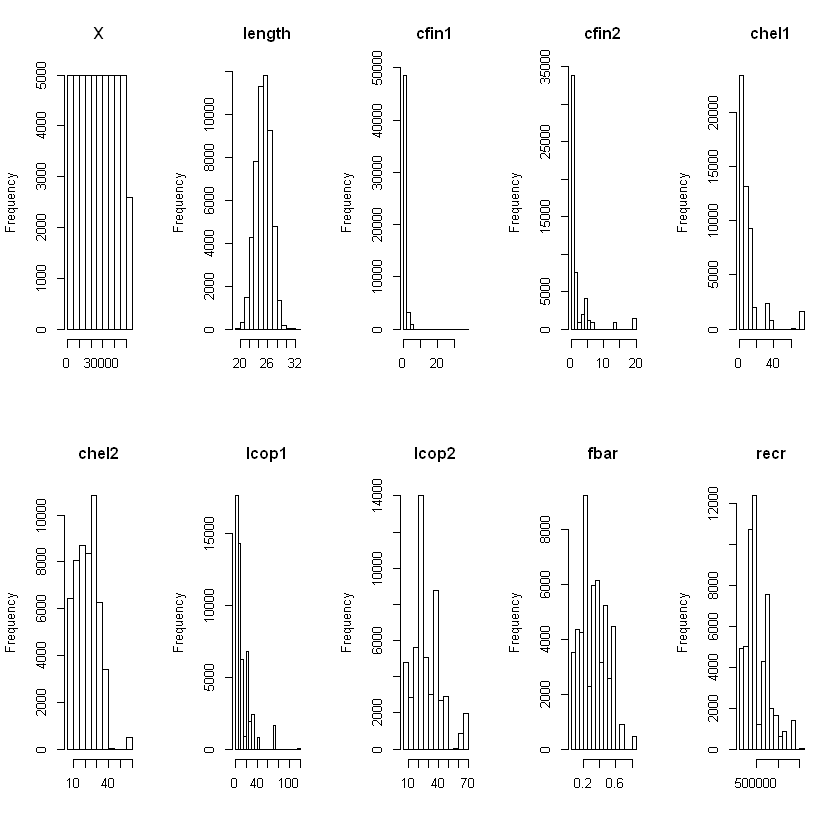 X length cfin1 cfin2 chel1
Frequency 0 1000 2000 3000 4000 5000
0 30000
Frequency 0 2000 4000 6000 8000 10000
20 26 32
Frequency 0 10000 20000 30000 40000 50000
0 20
Frequency 0 5000 15000 25000 35000
0 5 10 20
Frequency 0 5000 10000 15000 20000
0 40
chel2 lcop1 lcop2 fbar recr
Frequency 0 2000 4000 6000 8000 10000
10 40
Frequency 0 5000 10000 15000
0 40 100
Frequency 0 2000 6000 10000 14000
10 40 70
Frequency 0 2000 4000 6000 8000
0.2 0.6
Frequency 0 2000 4000 6000 8000 10000 12000
500000